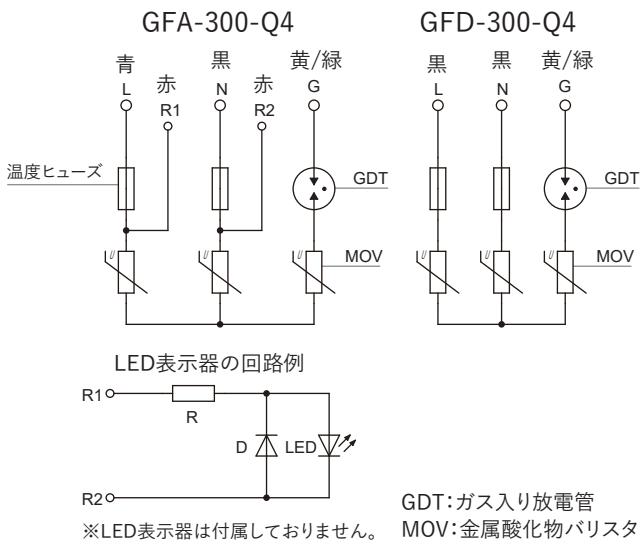 GFA-300-Q4
GFD-300-Q4
青 赤 黒 赤 黄/緑
L R1 N R2 G
黒 黒 黄/緑
L N G
温度ヒューズ
GDT
GDT
U U U U U U
MOV
MOV
LED表示器の回路例
R1
R
D LED
R2
※LED表示器は付属しておりません。
GDT:ガス入り放電管
MOV:金属酸化物バリスタ